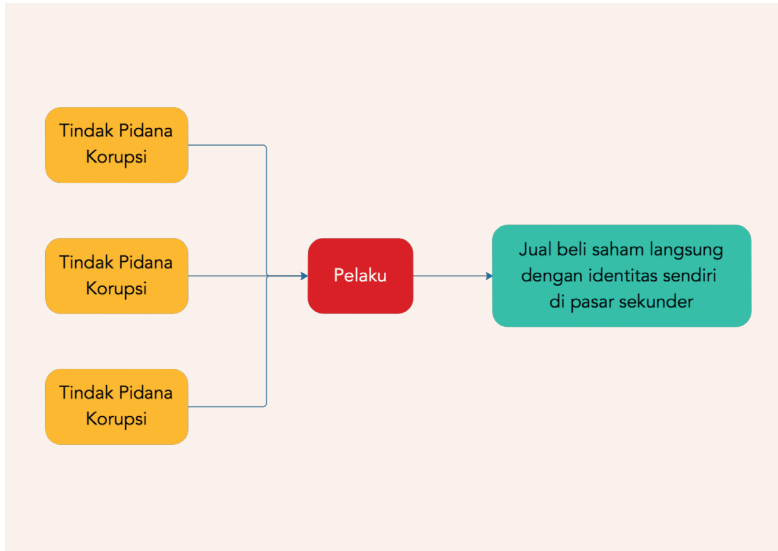 Tindak Pidana
Korupsi
Tindak Pidana
Korupsi
Tindak Pidana
Korupsi
Pelaku
Jual beli saham langsung
dengan identitas sendiri
di pasar sekunder